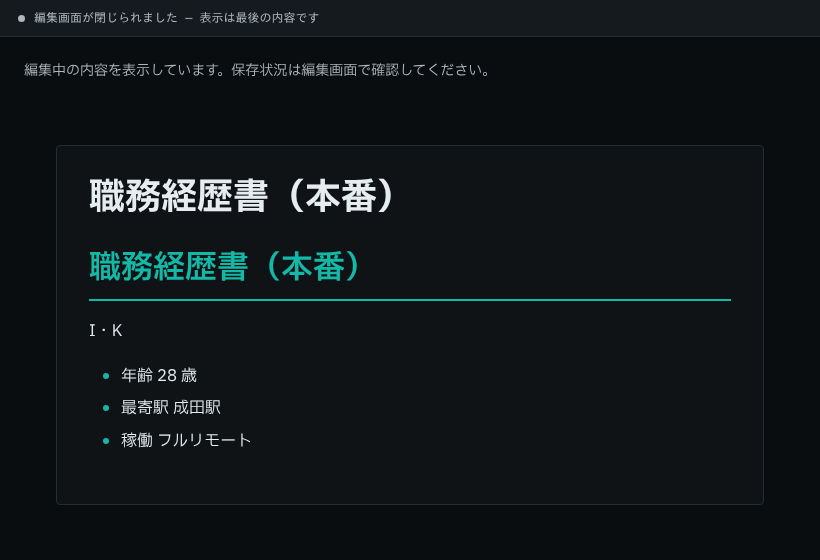 編集画面が閉じられました — 表示は最後の内容です
編集中の内容を表示しています。保存状況は編集画面で確認してください。
職務経歴書（本番）
職務経歴書（本番）
I・K
年齢 28 歳
最寄駅 成田駅
稼働 フルリモート